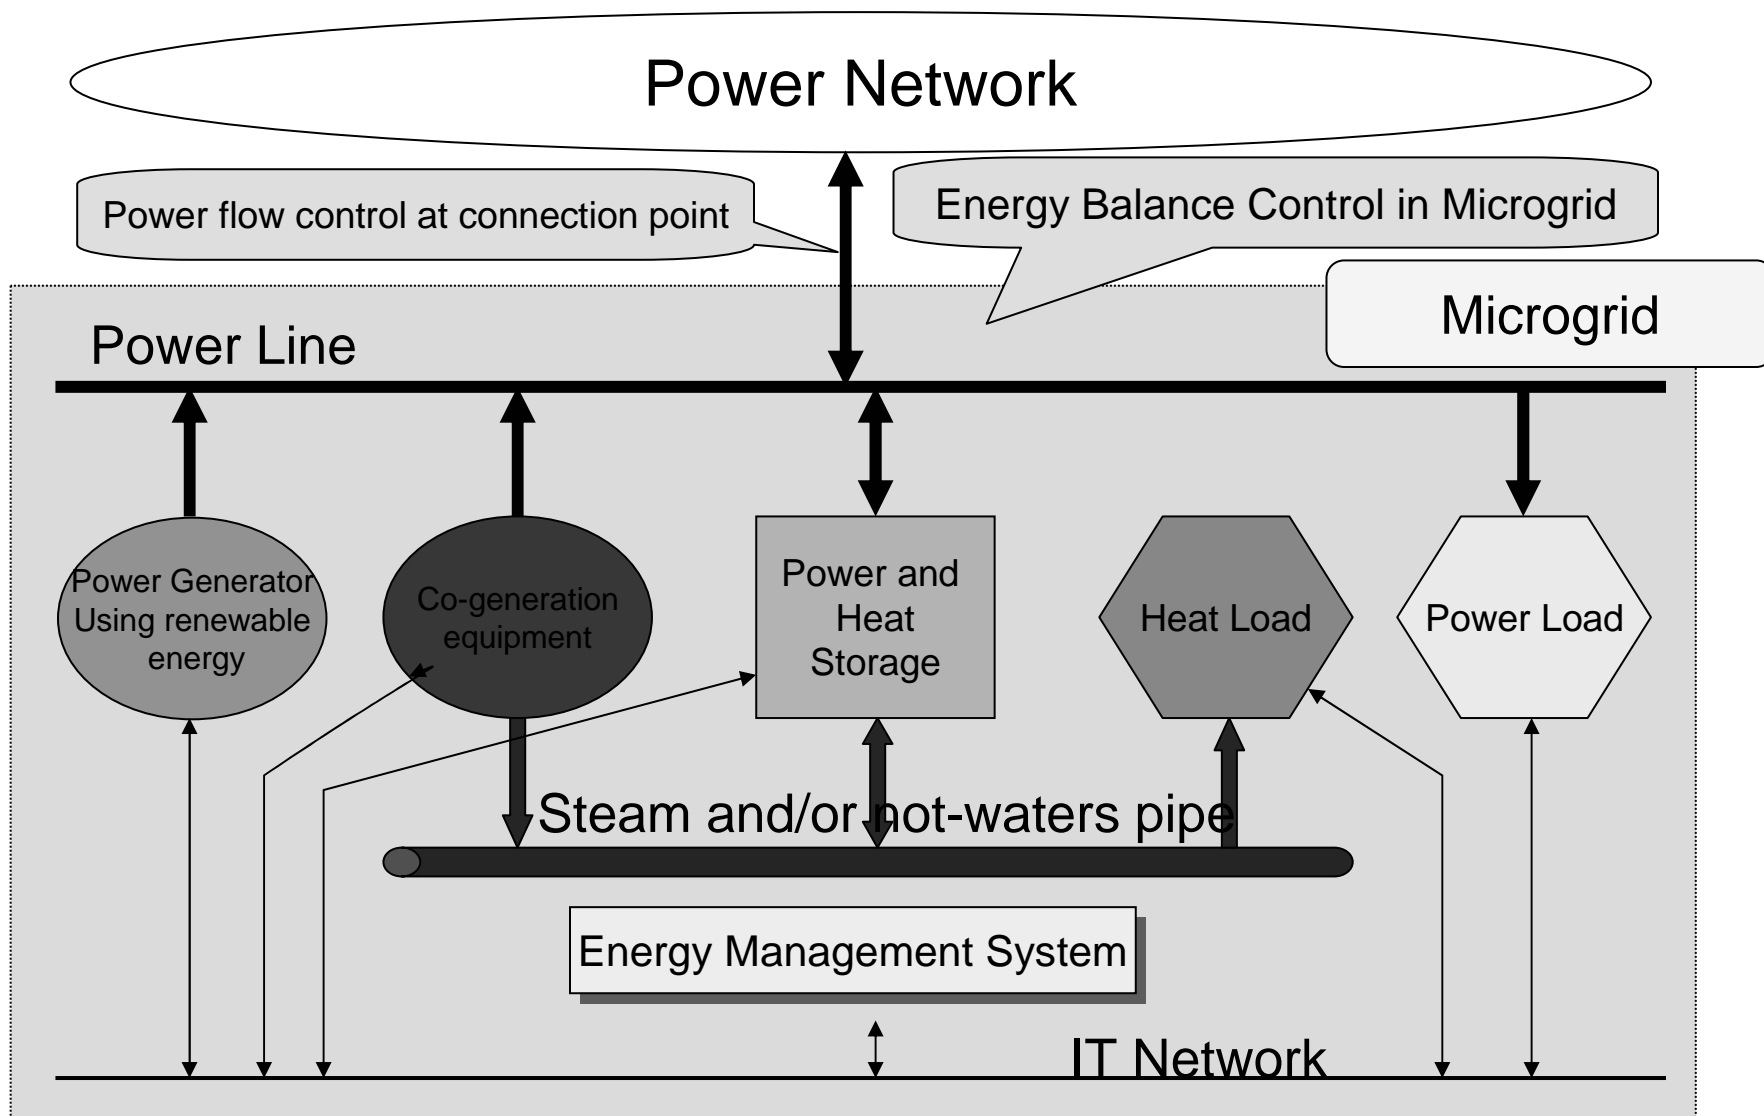 Power Network
Power flow control at connection point
Energy Balance Control in Microgrid
Microgrid
Power Line
Power Generator
Using renewable
energy
Co-generation
equipment
Power and
Heat
Storage
Heat Load
Power Load
Steam and/or not-waters pipe
Energy Management System
IT Network